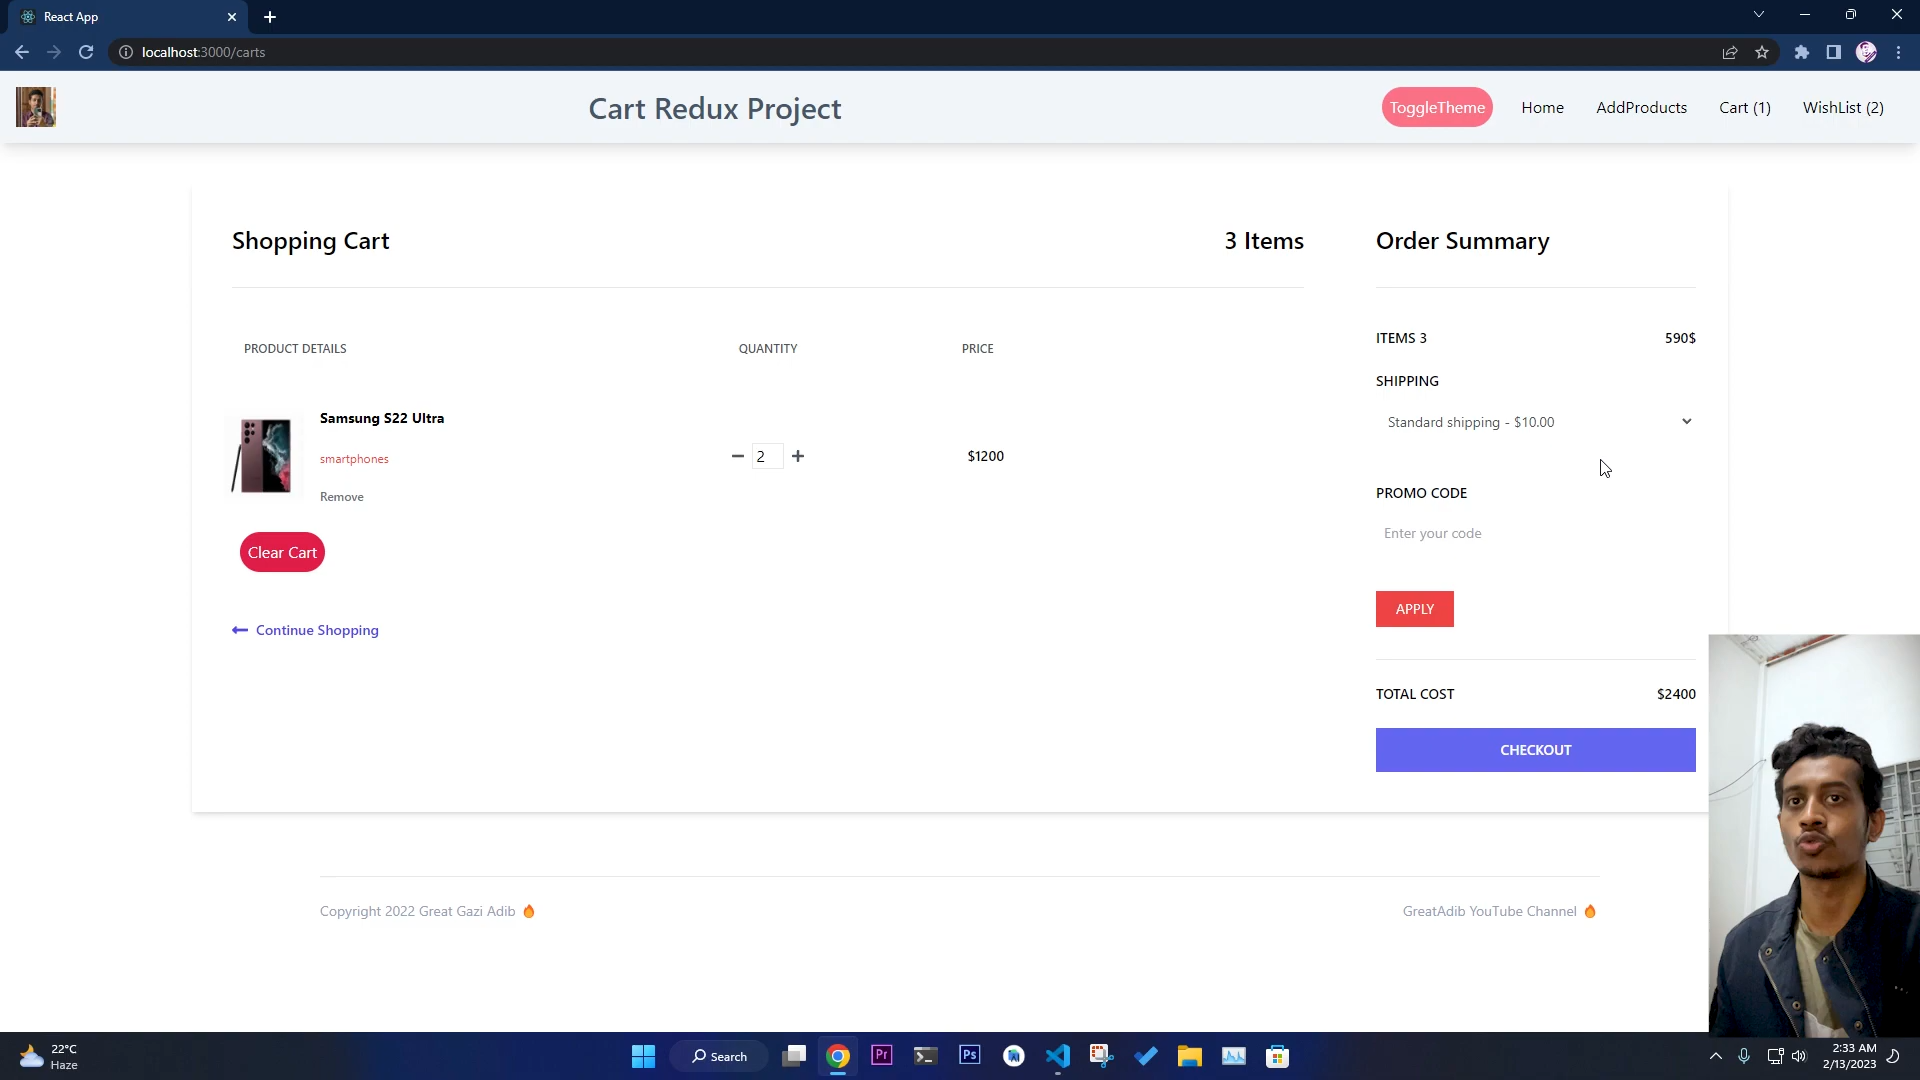 React App
localhost:3000/carts
Cart Redux Project
ToggleTheme
Home
AddProducts
Cart (1)
WishList (2)
Shopping Cart
3 Items
PRODUCT DETAILS
QUANTITY
PRICE
Samsung S22 Ultra
smartphones
Remove
2
$1200
Clear Cart
Continue Shopping
Order Summary
ITEMS 3
590$
SHIPPING
Standard shipping - $10.00
PROMO CODE
Enter your code
APPLY
TOTAL COST
$2400
CHECKOUT
Copyright 2022 Great Gazi Adib
GreatAdib YouTube Channel
22°C
Haze
Search
Pr
Ps
2:33 AM
2/13/2023